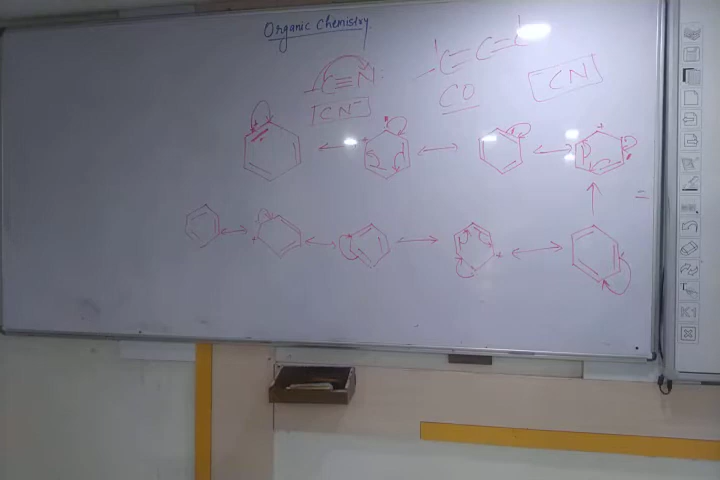 Organic Chemistry.
C≡N:
C=C=C
CN⁻
CO
CN
=